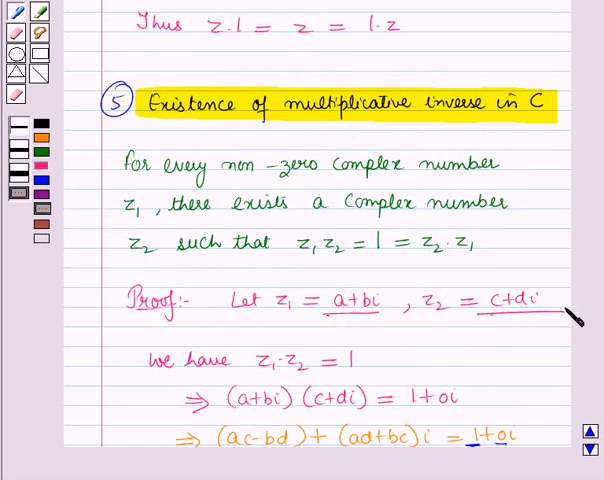 Thus z.1 = z = 1.z
5 Existence of multiplicative inverse in C
For every non-zero complex number
z₁, there exists a complex number
z₂ such that z₁z₂ = 1 = z₂.z₁
Proof:- Let z₁ = a+bi, z₂ = c+di
We have z₁.z₂ = 1
⇒ (a+bi) (c+di) = 1+0i
⇒ (ac-bd) + (ad+bc)i = 1+0i